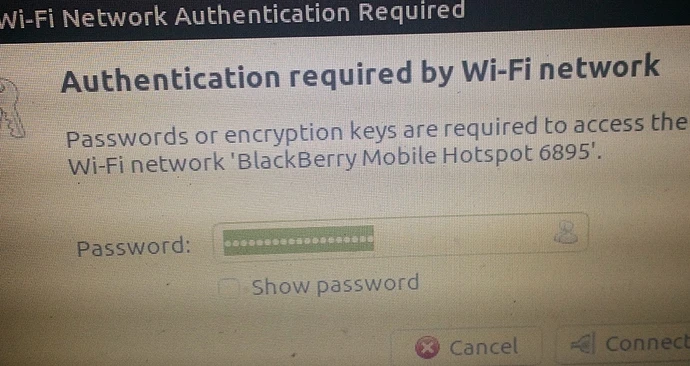 Wi-Fi Network Authentication Required
Authentication required by Wi-Fi network
Passwords or encryption keys are required to access the
Wi-Fi network 'BlackBerry Mobile Hotspot 6895'.
Password:
Show password
Cancel Connect